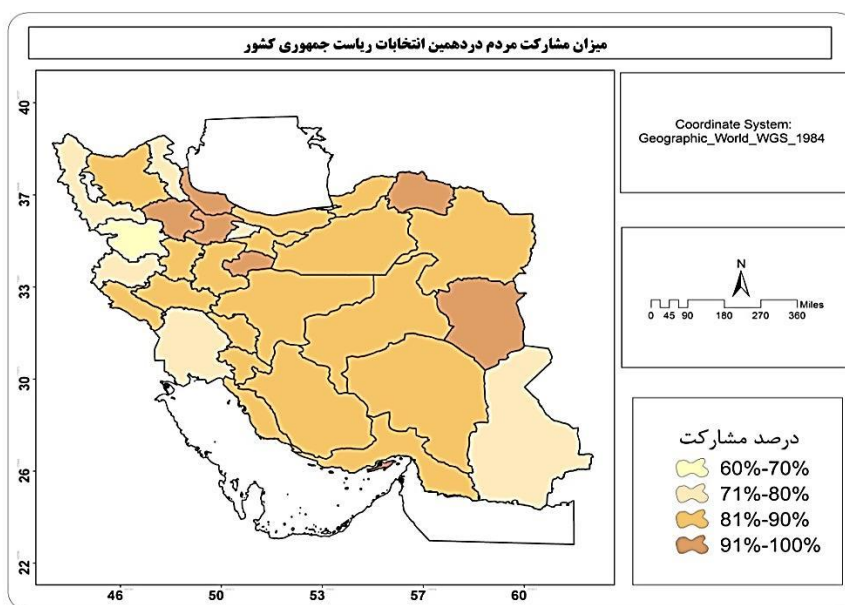 میزان مشارکت مردم دردهمین انتخابات ریاست جمهوری کشور
40
37
33
30
26
22
46
50
53
57
60
Coordinate System:
Geographic_World_WGS_1984
N
Miles
0 45 90 180 270 360
درصد مشارکت
60%-70%
71%-80%
81%-90%
91%-100%